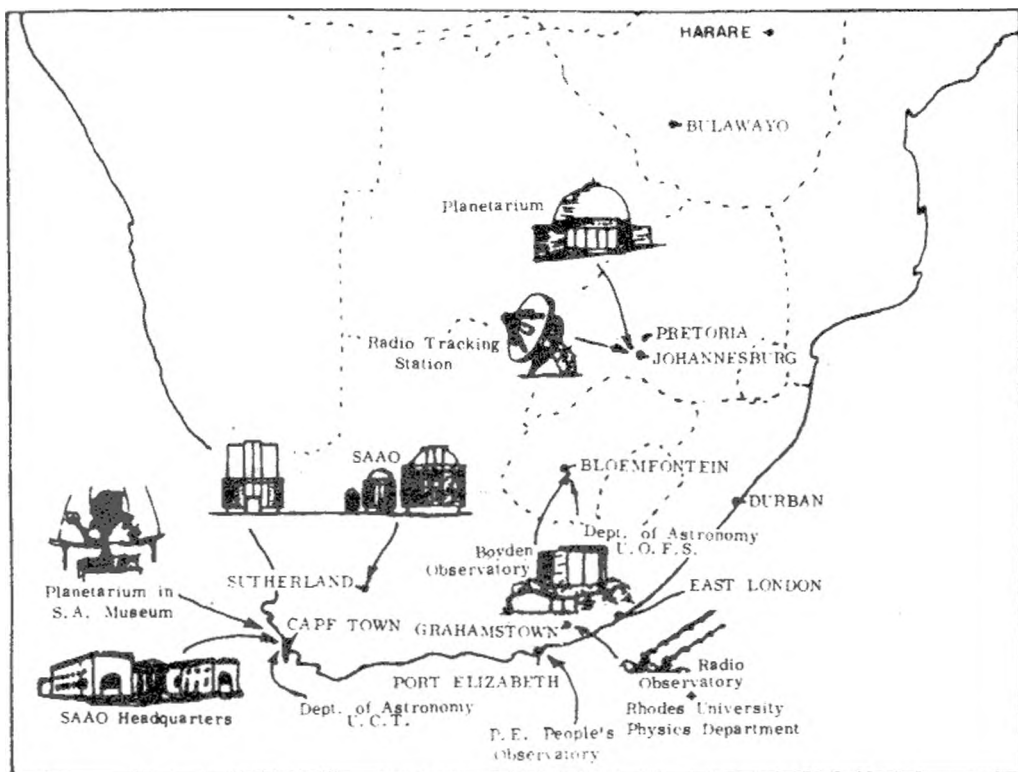 HARARE
BULAWAYO
Planetarium
PRETORIA
Radio Tracking
Station
JOHANNESBURG
SAAO
BLOEMFONTEIN
DURBAN
Dept. of Astronomy
U.O.F.S.
Boyden
Observatory
SUTHERLAND
EAST LONDON
Planetarium in
S.A. Museum
CAPE TOWN
GRAHAMSTOWN
PORT ELIZABETH
Radio
Observatory
Rhodes University
Physics Department
SAAO Headquarters
Dept. of Astronomy
U.C.T.
P.E. People's
Observatory